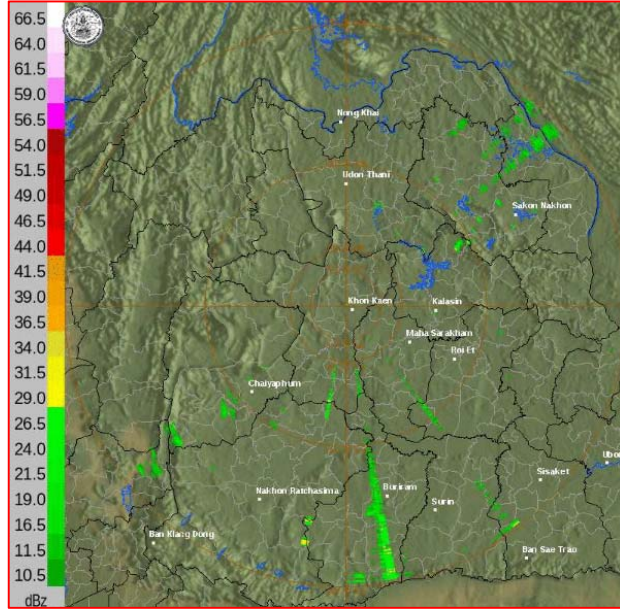 66.5
64.0
61.5
59.0
56.5
54.0
51.5
49.0
46.5
44.0
41.5
39.0
36.5
34.0
31.5
29.0
26.5
24.0
21.5
19.0
16.5
11.5
10.5
dBz
Nong Khai
Udon Thani
Sakon Nakhon
Khon Kaen
Kalasin
Maha Sarakham
Roi Et
Chaiyaphum
Ubo
Sisaket
Nakhon Ratchasima
Buriram
Surin
Ban Klang Dong
Ban Sae Trao